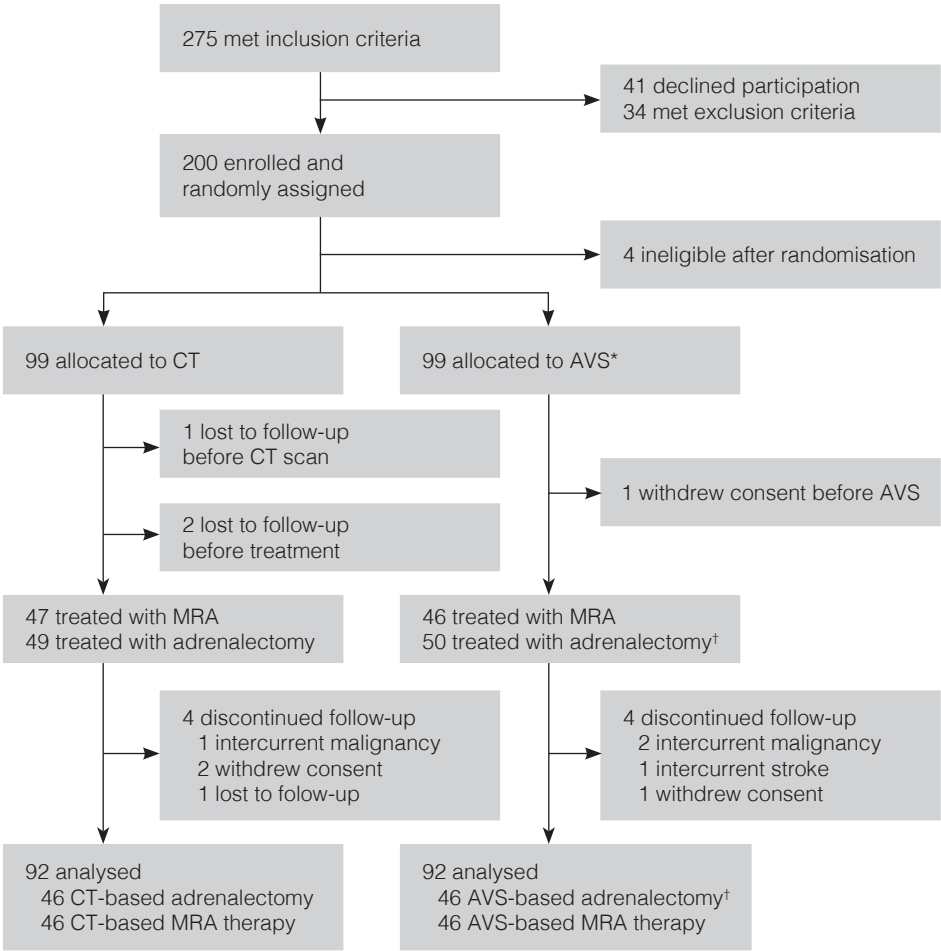 275 met inclusion criteria
41 declined participation
34 met exclusion criteria
200 enrolled and
randomly assigned
4 ineligible after randomisation
99 allocated to CT
99 allocated to AVS*
1 lost to follow-up
before CT scan
1 withdrew consent before AVS
2 lost to follow-up
before treatment
47 treated with MRA
49 treated with adrenalectomy
46 treated with MRA
50 treated with adrenalectomy†
4 discontinued follow-up
1 intercurrent malignancy
2 withdrew consent
1 lost to folow-up
4 discontinued follow-up
2 intercurrent malignancy
1 intercurrent stroke
1 withdrew consent
92 analysed
46 CT-based adrenalectomy
46 CT-based MRA therapy
92 analysed
46 AVS-based adrenalectomy†
46 AVS-based MRA therapy